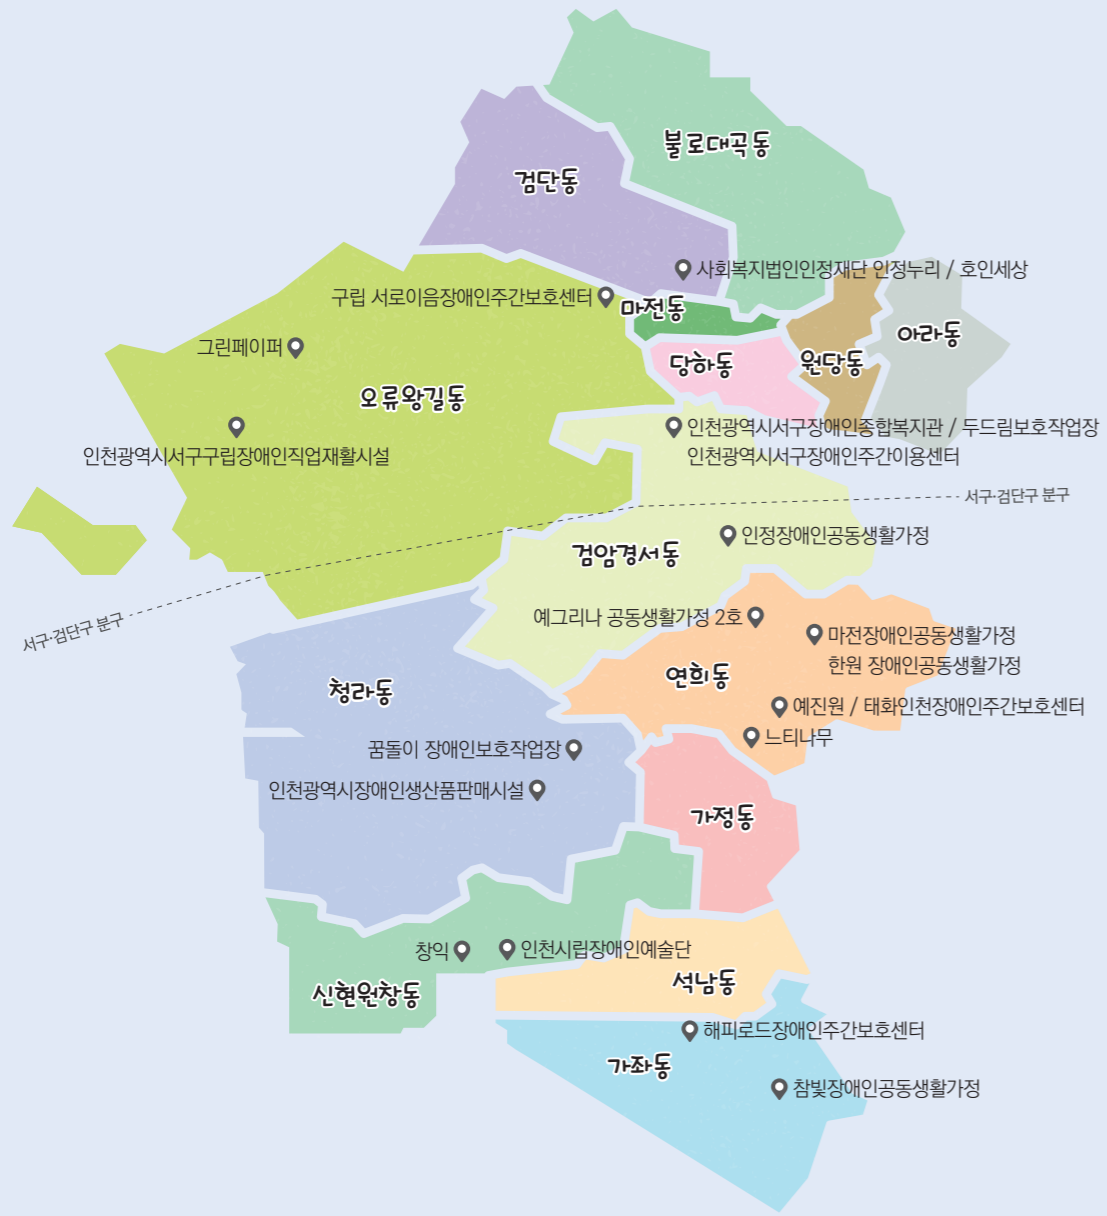 불로대곡동
검단동
사회복지법인인정재단 인정누리 / 호인세상
구립 서로이음장애인주간보호센터
마전동
아라동
그린페이퍼
당하동
원당동
오류왕길동
인천광역시서구장애인종합복지관 / 두드림보호작업장
인천광역시서구장애인주간이용센터
인천광역시서구구립장애인직업재활시설
서구·검단구 분구
인정장애인공동생활가정
검암경서동
예그리나 공동생활가정 2호
서구·검단구 분구
마전장애인공동생활가정
한원 장애인공동생활가정
연희동
청라동
예진원 / 태화인천장애인주간보호센터
느티나무
꿈돌이 장애인보호작업장
인천광역시장애인생산품판매시설
가정동
창익
인천시립장애인예술단
석남동
신현원창동
해피로드장애인주간보호센터
가좌동
참빛장애인공동생활가정